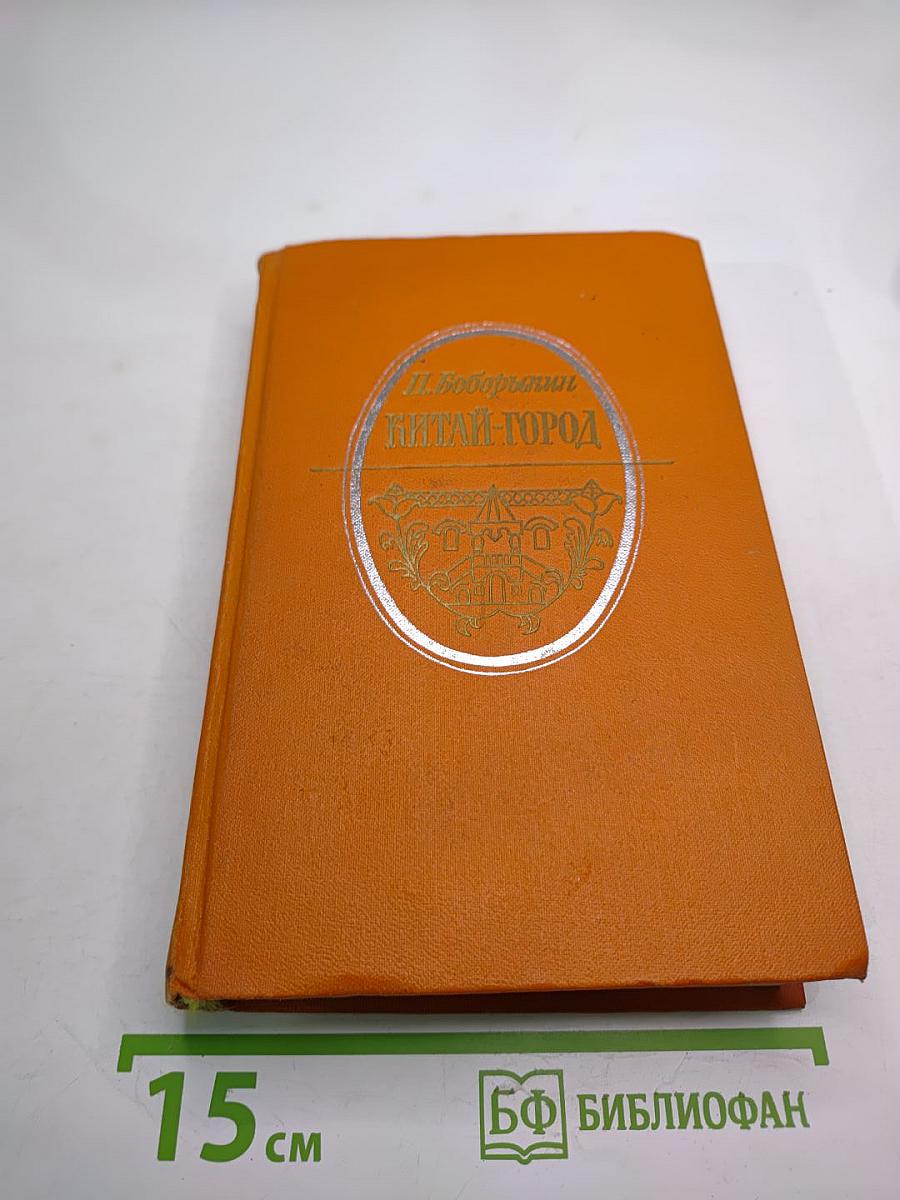 П. Боборыкин
КИТАЙ-ГОРОД
15 см
БФ БИБЛИОФАН